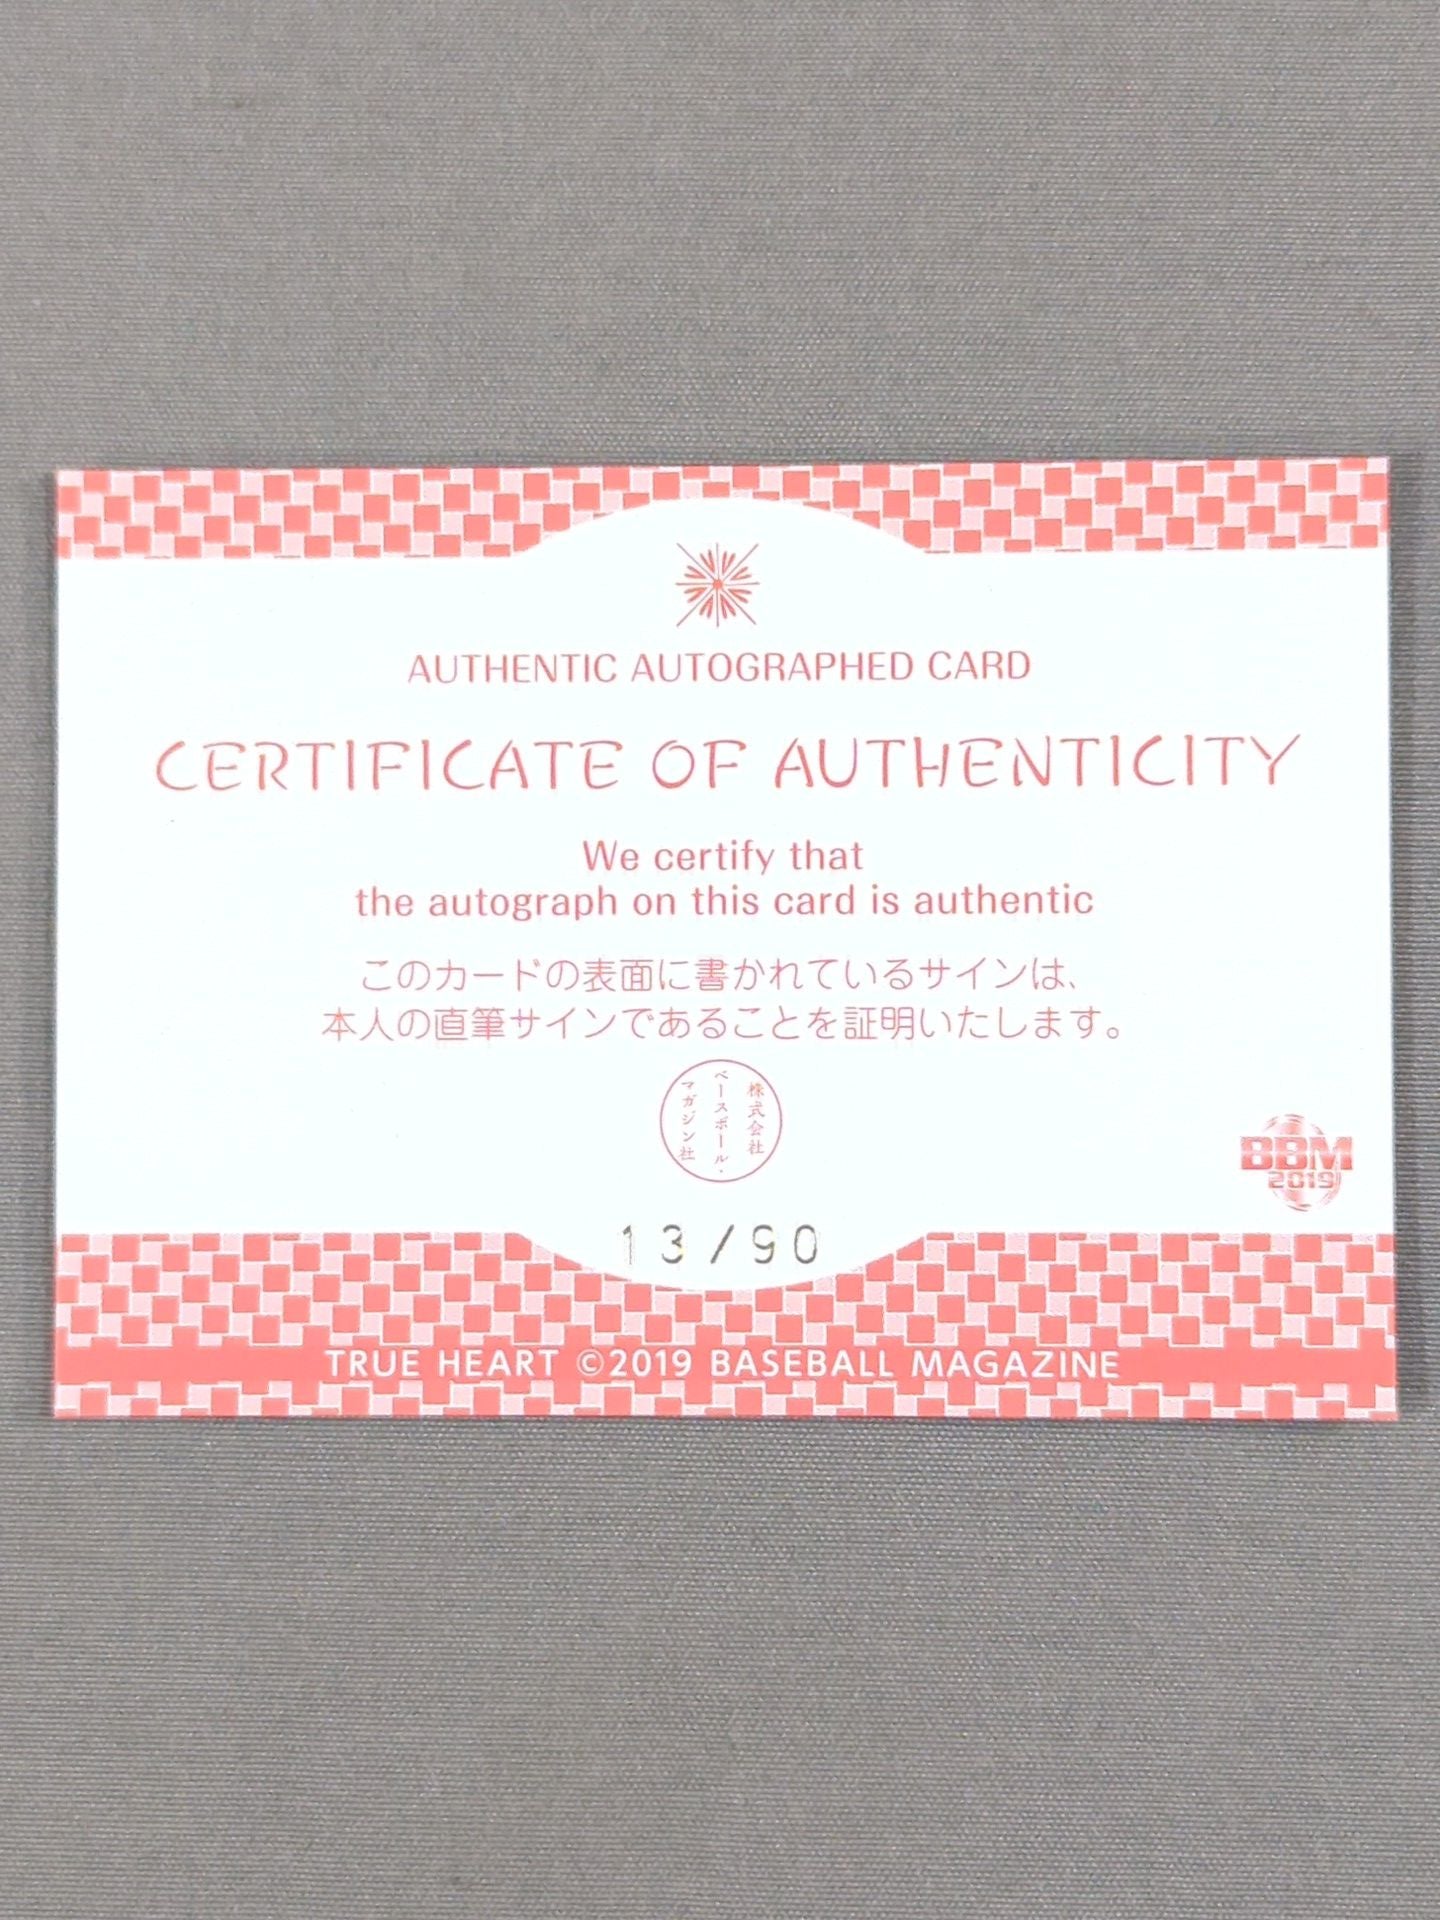 AUTHENTIC AUTOGRAPHED CARD
CERTIFICATE OF AUTHENTICITY
We certify that
the autograph on this card is authentic
このカードの表面に書かれているサインは、
本人の直筆サインであることを証明いたします。
株式会社
ベースボール・
マガジン社
BBM
2019
13/90
TRUE HEART ©2019 BASEBALL MAGAZINE